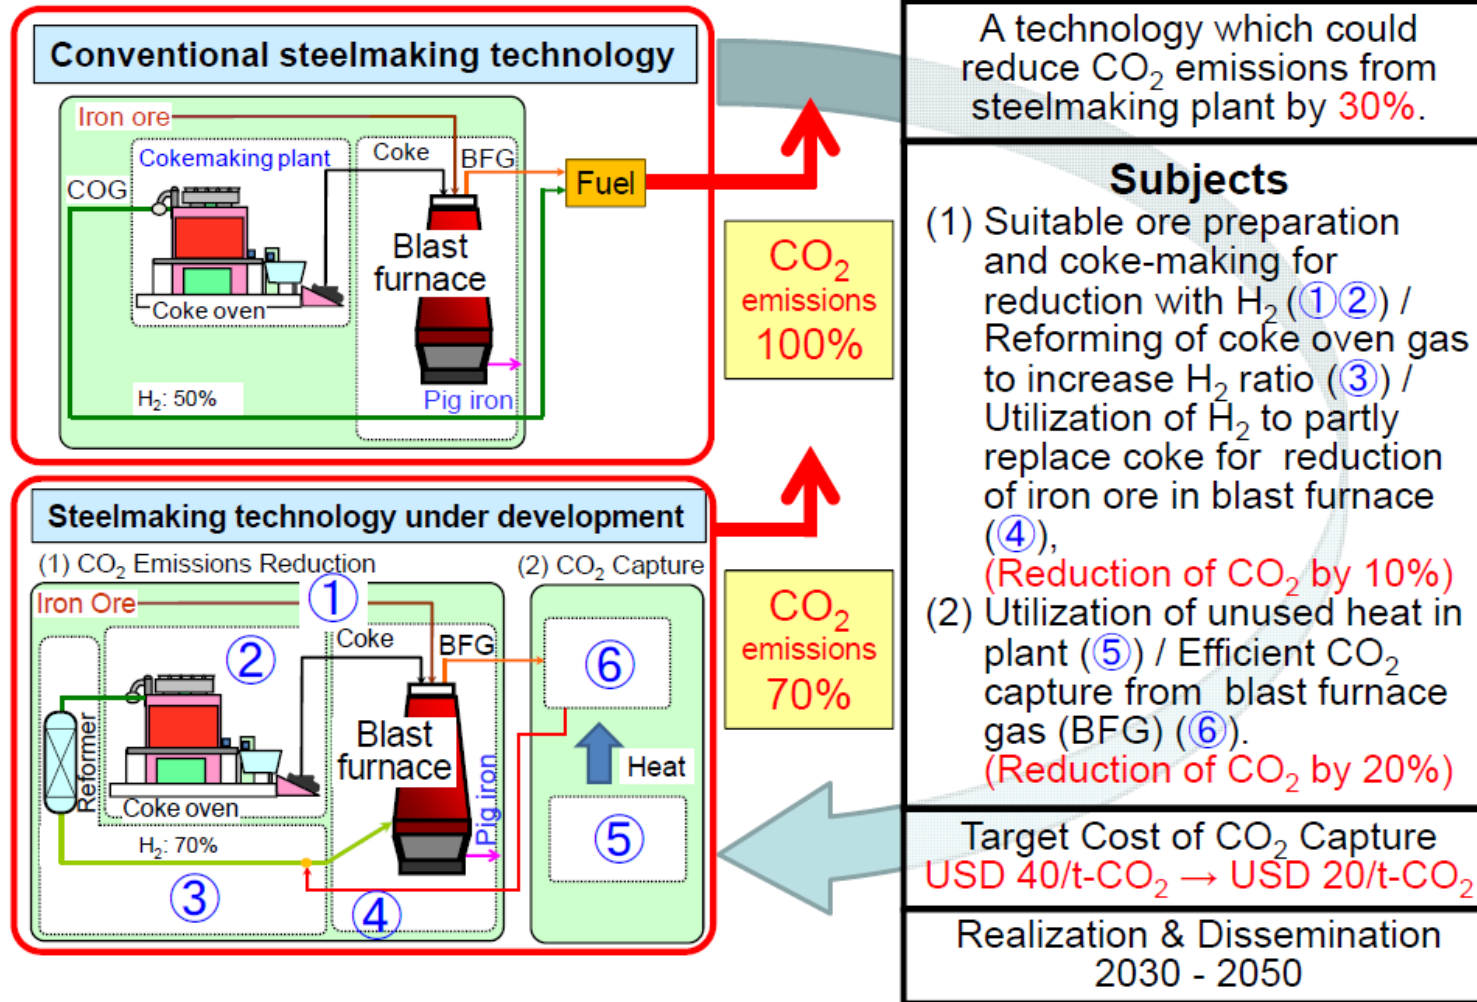 Conventional steelmaking technology
Iron ore
Cokemaking plant
Coke
BFG
COG
Fuel
Blast
furnace
Coke oven
H₂: 50%
Pig iron
CO₂
emissions
100%
Steelmaking technology under development
(1) CO₂ Emissions Reduction
(2) CO₂ Capture
Iron Ore
①
Coke
BFG
②
⑥
Reformer
Blast
furnace
Pig iron
Heat
Coke oven
H₂: 70%
⑤
③
④
CO₂
emissions
70%
A technology which could
reduce CO₂ emissions from
steelmaking plant by 30%.
Subjects
(1) Suitable ore preparation
and coke-making for
reduction with H₂ (①②) /
Reforming of coke oven gas
to increase H₂ ratio (③) /
Utilization of H₂ to partly
replace coke for reduction
of iron ore in blast furnace
(④),
(Reduction of CO₂ by 10%)
(2) Utilization of unused heat in
plant (⑤) / Efficient CO₂
capture from blast furnace
gas (BFG) (⑥).
(Reduction of CO₂ by 20%)
Target Cost of CO₂ Capture
USD 40/t-CO₂ → USD 20/t-CO₂
Realization & Dissemination
2030 - 2050